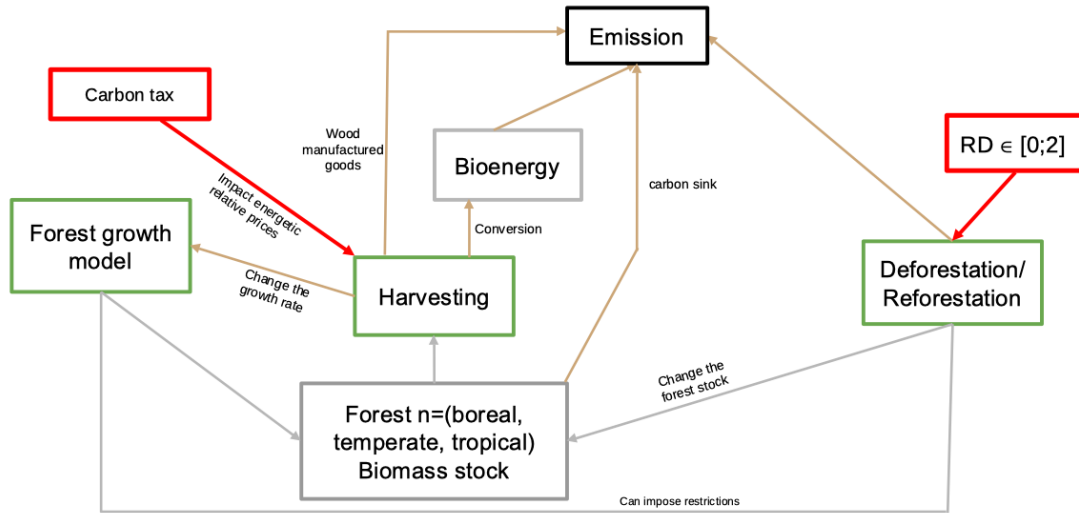 Emission
Carbon tax
Wood
manufactured
goods
RD ∈ [0;2]
Bioenergy
carbon sink
Impact energetic
relative prices
Forest growth
model
Conversion
Deforestation/
Reforestation
Change the
growth rate
Harvesting
Change the
forest stock
Forest n=(boreal,
temperate, tropical)
Biomass stock
Can impose restrictions